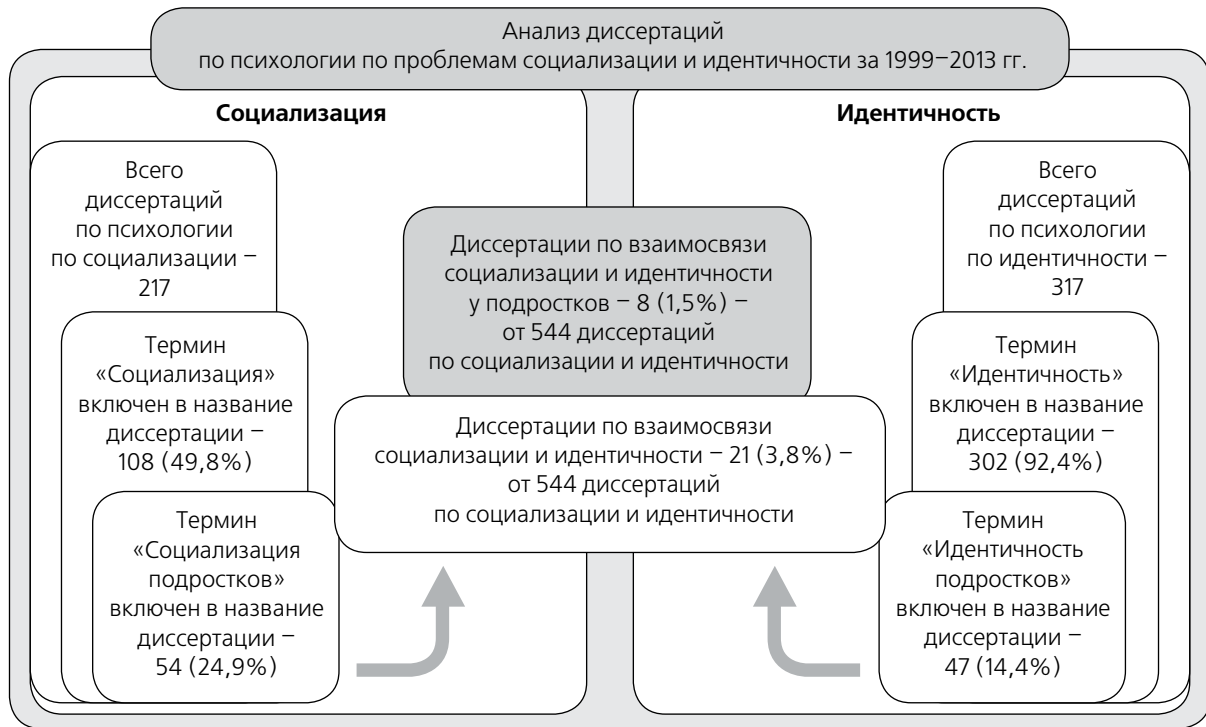 Анализ диссертаций
по психологии по проблемам социализации и идентичности за 1999–2013 гг.
Социализация
Всего
диссертаций
по психологии
по социализации –
217
Термин
«Социализация»
включен в название
диссертации –
108 (49,8%)
Термин
«Социализация
подростков»
включен в название
диссертации –
54 (24,9%)
Диссертации по взаимосвязи
социализации и идентичности
у подростков – 8 (1,5%) –
от 544 диссертаций
по социализации и идентичности
Диссертации по взаимосвязи
социализации и идентичности – 21 (3,8%) –
от 544 диссертаций
по социализации и идентичности
Идентичность
Всего
диссертаций
по психологии
по идентичности –
317
Термин
«Идентичность»
включен в название
диссертации –
302 (92,4%)
Термин
«Идентичность
подростков»
включен в название
диссертации –
47 (14,4%)